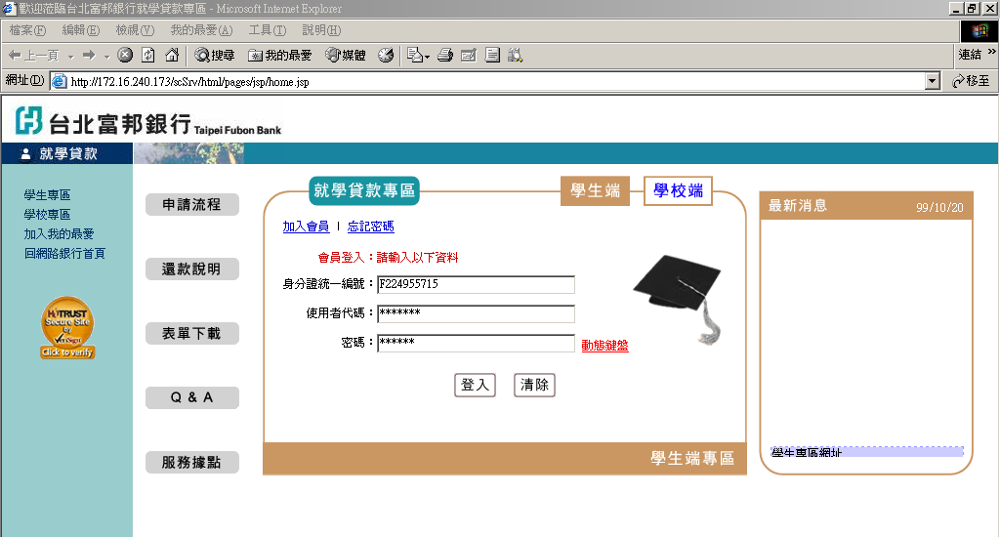 歡迎蒞臨台北富邦銀行就學貸款專區 - Microsoft Internet Explorer
檔案(F) 編輯(E) 檢視(V) 我的最愛(A) 工具(T) 說明(H)
上一頁 搜尋 我的最愛 媒體 連結 »
網址(D) http://172.16.240.173/scSrv/html/pages/jsp/home.jsp 移至
台北富邦銀行 Taipei Fubon Bank
就學貸款
學生專區
學校專區
加入我的最愛
回網路銀行首頁
HiTRUST
Secure Site
by
VeriSign
Click to verify
申請流程
還款說明
表單下載
Q & A
服務據點
就學貸款專區 學生端 學校端
加入會員 | 忘記密碼
會員登入：請輸入以下資料
身分證統一編號：F224955715
使用者代碼：*******
密碼：****** 動態鍵盤
登入 清除
學生端專區
最新消息 99/10/20
學生專區網址